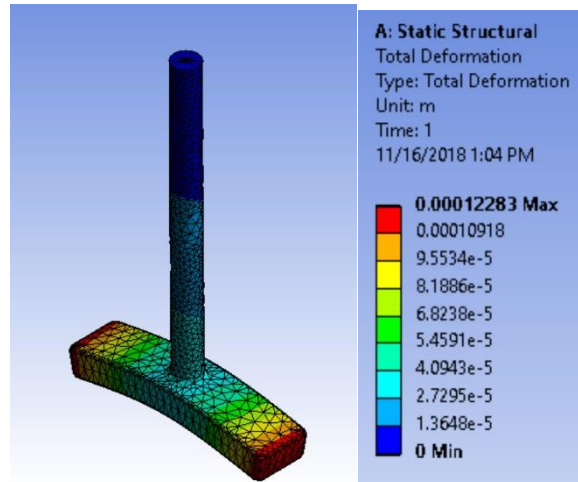 A: Static Structural
Total Deformation
Type: Total Deformation
Unit: m
Time: 1
11/16/2018 1:04 PM
0.00012283 Max
0.00010918
9.5534e-5
8.1886e-5
6.8238e-5
5.4591e-5
4.0943e-5
2.7295e-5
1.3648e-5
0 Min